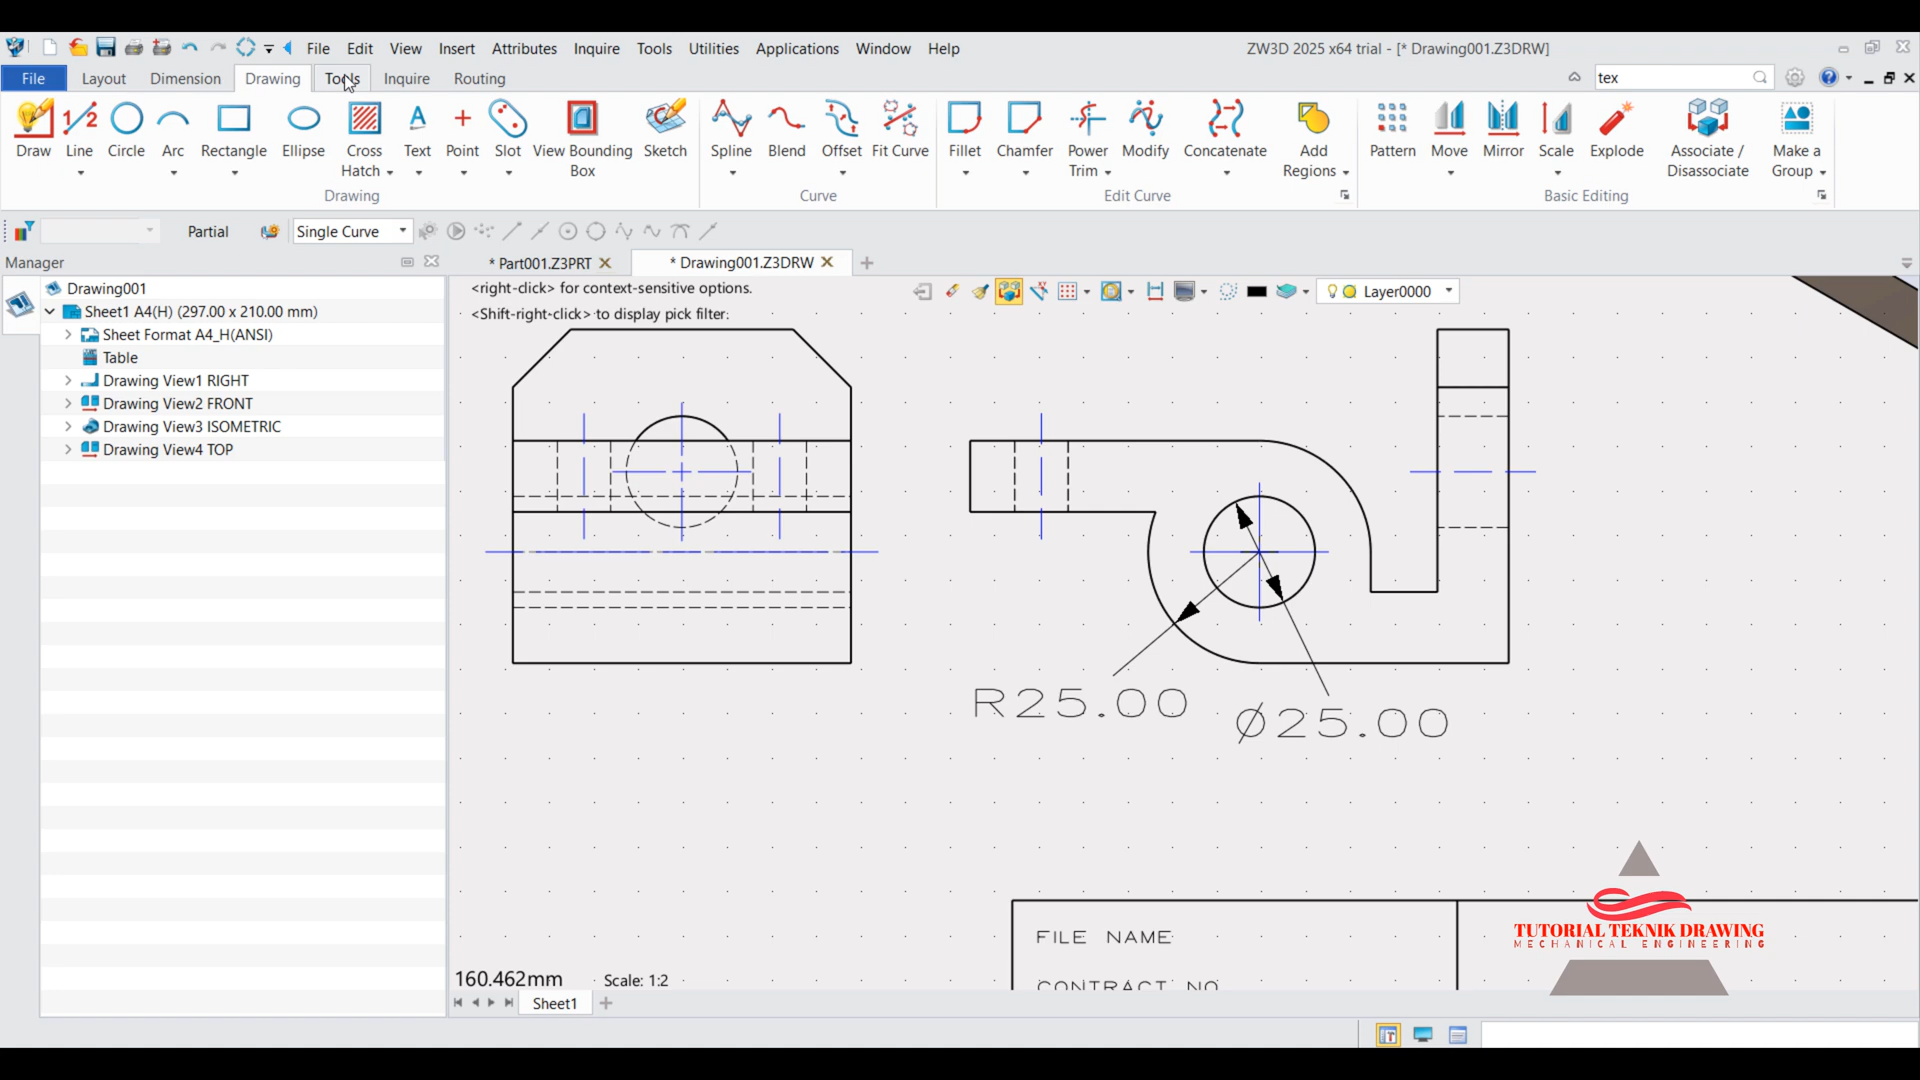 File Edit View Insert Attributes Inquire Tools Utilities Applications Window Help
ZW3D 2025 x64 trial - [* Drawing001.Z3DRW]
File Layout Dimension Drawing Tools Inquire Routing
tex
Draw Line Circle Arc Rectangle Ellipse Cross Hatch Text Point Slot View Bounding Box Sketch
Spline Blend Offset Fit Curve
Fillet Chamfer Power Trim Modify Concatenate Add Regions
Pattern Move Mirror Scale Explode Associate / Disassociate Make a Group
Drawing Curve Edit Curve Basic Editing
Partial Single Curve
Manager
* Part001.Z3PRT
* Drawing001.Z3DRW
Drawing001
Sheet1 A4(H) (297.00 x 210.00 mm)
Sheet Format A4_H(ANSI)
Table
Drawing View1 RIGHT
Drawing View2 FRONT
Drawing View3 ISOMETRIC
Drawing View4 TOP
<right-click> for context-sensitive options.
<Shift-right-click> to display pick filter:
Layer0000
R25.00
Ø25.00
FILE NAME
CONTRACT NO
TUTORIAL TEKNIK DRAWING
MECHANICAL ENGINEERING
160.462mm
Scale: 1:2
Sheet1